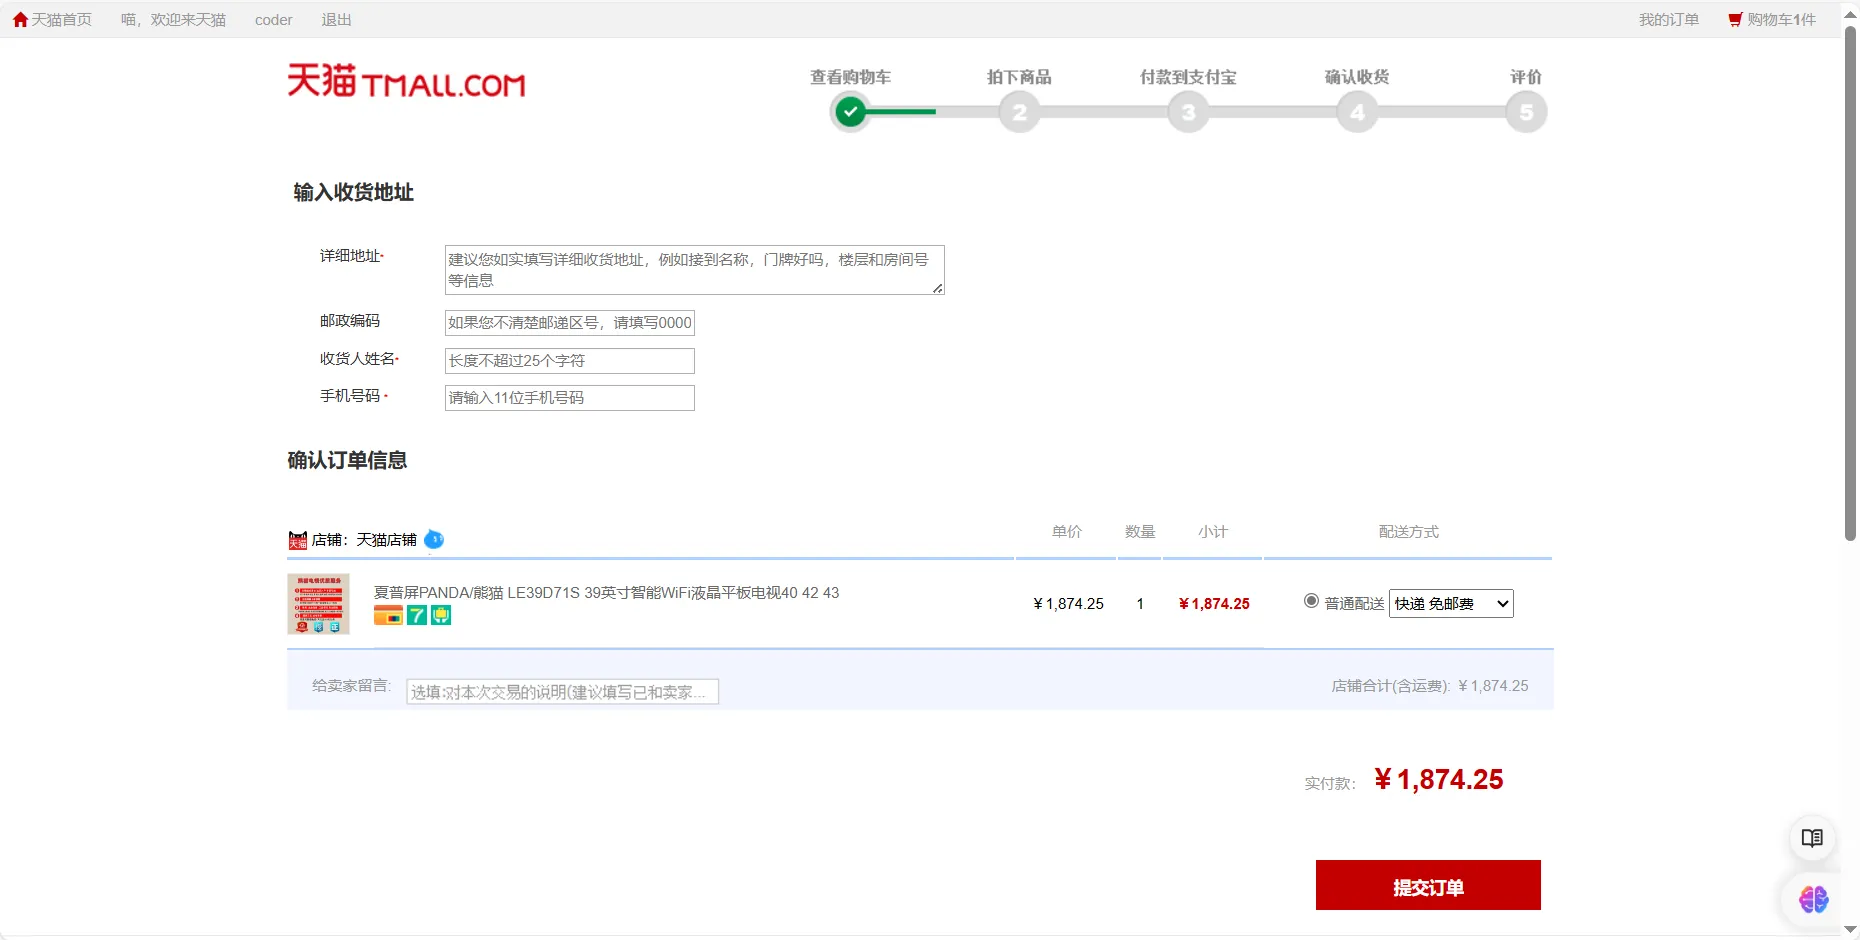 天猫首页 喵，欢迎来天猫 coder 退出 我的订单 购物车1件
天猫 TMALL.COM
查看购物车 拍下商品 付款到支付宝 确认收货 评价
2 3 4 5
输入收货地址
详细地址*
建议您如实填写详细收货地址，例如接到名称，门牌好吗，楼层和房间号
等信息
邮政编码 如果您不清楚邮递区号，请填写0000
收货人姓名* 长度不超过25个字符
手机号码 * 请输入11位手机号码
确认订单信息
天猫 店铺：天猫店铺 单价 数量 小计 配送方式
夏普屏PANDA/熊猫 LE39D71S 39英寸智能WiFi液晶平板电视40 42 43
7
￥1,874.25 1 ￥1,874.25 普通配送 快递 免邮费
给卖家留言: 选填:对本次交易的说明(建议填写已和卖家... 店铺合计(含运费): ￥1,874.25
实付款： ￥1,874.25
提交订单